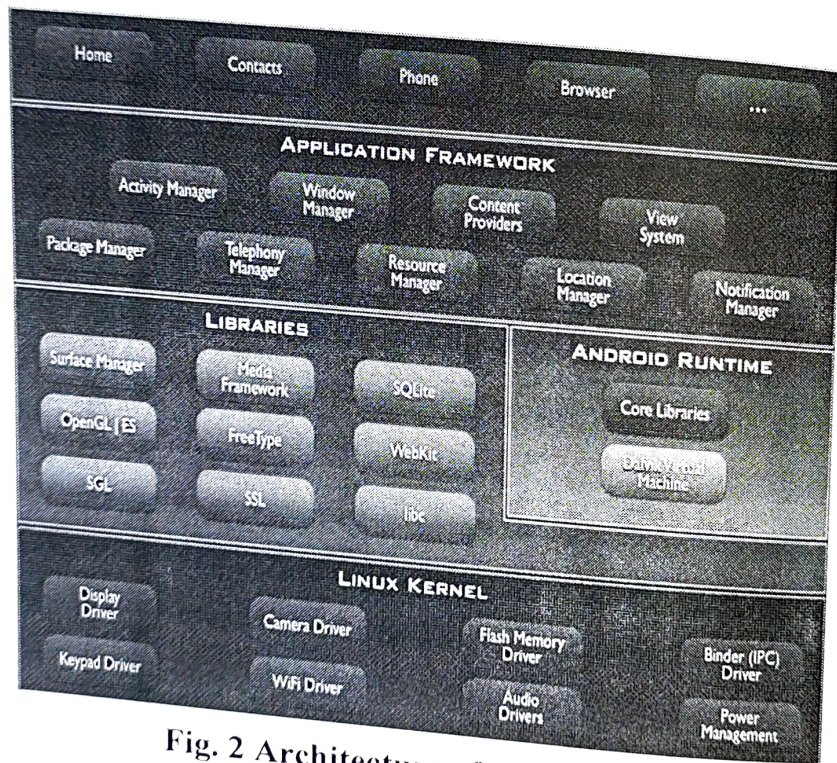 Home
Contacts
Phone
Browser
...
APPLICATION FRAMEWORK
Activity Manager
Window
Manager
Content
Providers
View
System
Package Manager
Telephony
Manager
Resource
Manager
Location
Manager
Notification
Manager
LIBRARIES
Surface Manager
Media
Framework
SQLite
OpenGL | ES
FreeType
WebKit
SGL
SSL
libc
ANDROID RUNTIME
Core Libraries
Dalvik Virtual
Machine
LINUX KERNEL
Display
Driver
Camera Driver
Flash Memory
Driver
Binder (IPC)
Driver
Keypad Driver
WiFi Driver
Audio
Drivers
Power
Management
Fig. 2 Architecture